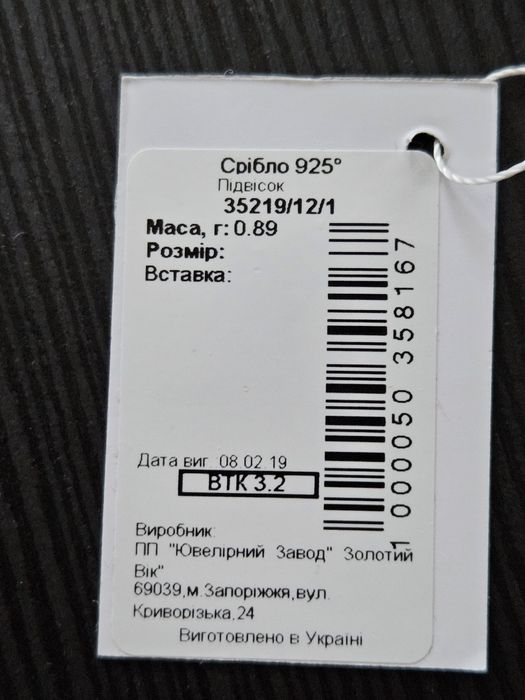 Срібло 925°
Підвісок
35219/12/1
Маса, г: 0.89
Розмір:
Вставка:
1 000050 358167
Дата виг. 08 02 19
ВТК 3.2
Виробник:
ПП "Ювелірний Завод" Золотий
Вік"
69039,м.Запоріжжя,вул.
Криворізька,24
Виготовлено в Україні